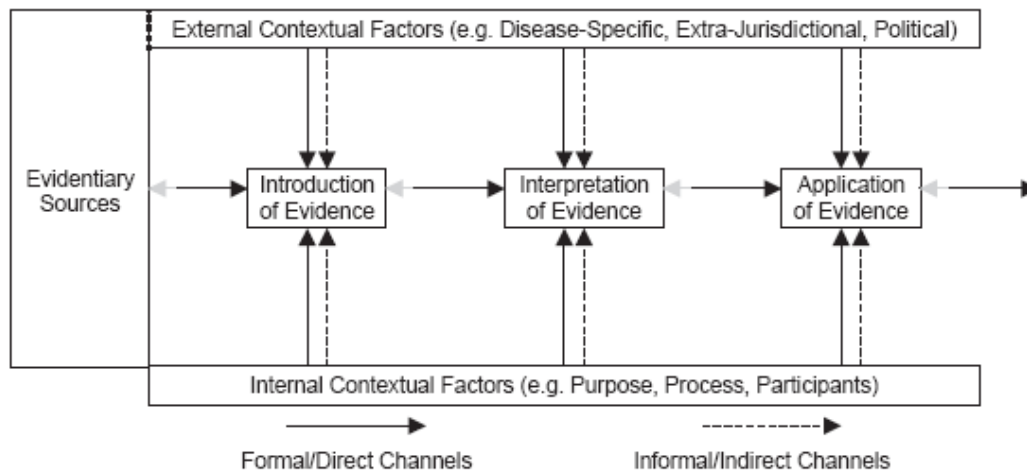 External Contextual Factors (e.g. Disease-Specific, Extra-Jurisdictional, Political)
Evidentiary
Sources
Introduction
of Evidence
Interpretation
of Evidence
Application
of Evidence
Internal Contextual Factors (e.g. Purpose, Process, Participants)
Formal/Direct Channels
Informal/Indirect Channels